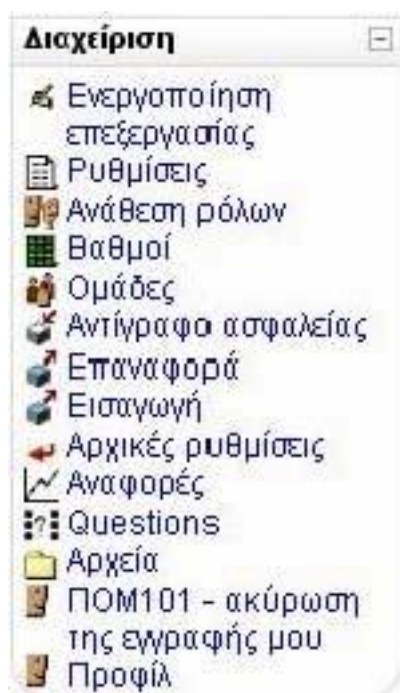 Διαχείριση
Ενεργοποίηση
επεξεργασίας
Ρυθμίσεις
Ανάθεση ρόλων
Βαθμοί
Ομάδες
Αντίγραφο ασφαλείας
Επαναφορά
Εισαγωγή
Αρχικές ρυθμίσεις
Αναφορές
Questions
Αρχεία
ΠΟΜ101 - ακύρωση
της εγγραφής μου
Προφίλ